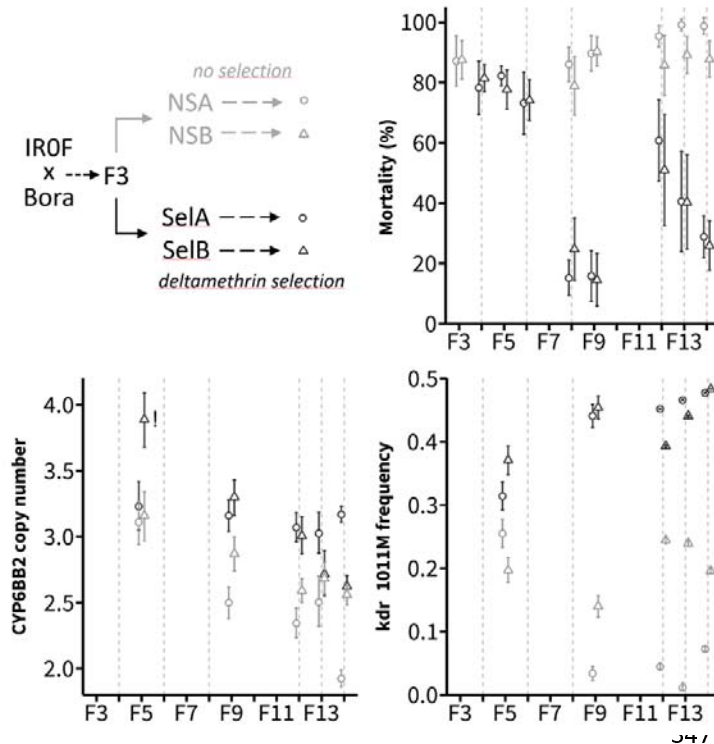 no selection
NSA
NSB
IR0F
x
Bora
F3
SelA
SelB
deltamethrin selection
Mortality (%)
100
80
60
40
20
0
F3 F5 F7 F9 F11 F13
CYP6BB2 copy number
4.0
3.5
3.0
2.5
2.0
!
F3 F5 F7 F9 F11 F13
kdr 1011M frequency
0.5
0.4
0.3
0.2
0.1
0.0
F3 F5 F7 F9 F11 F13